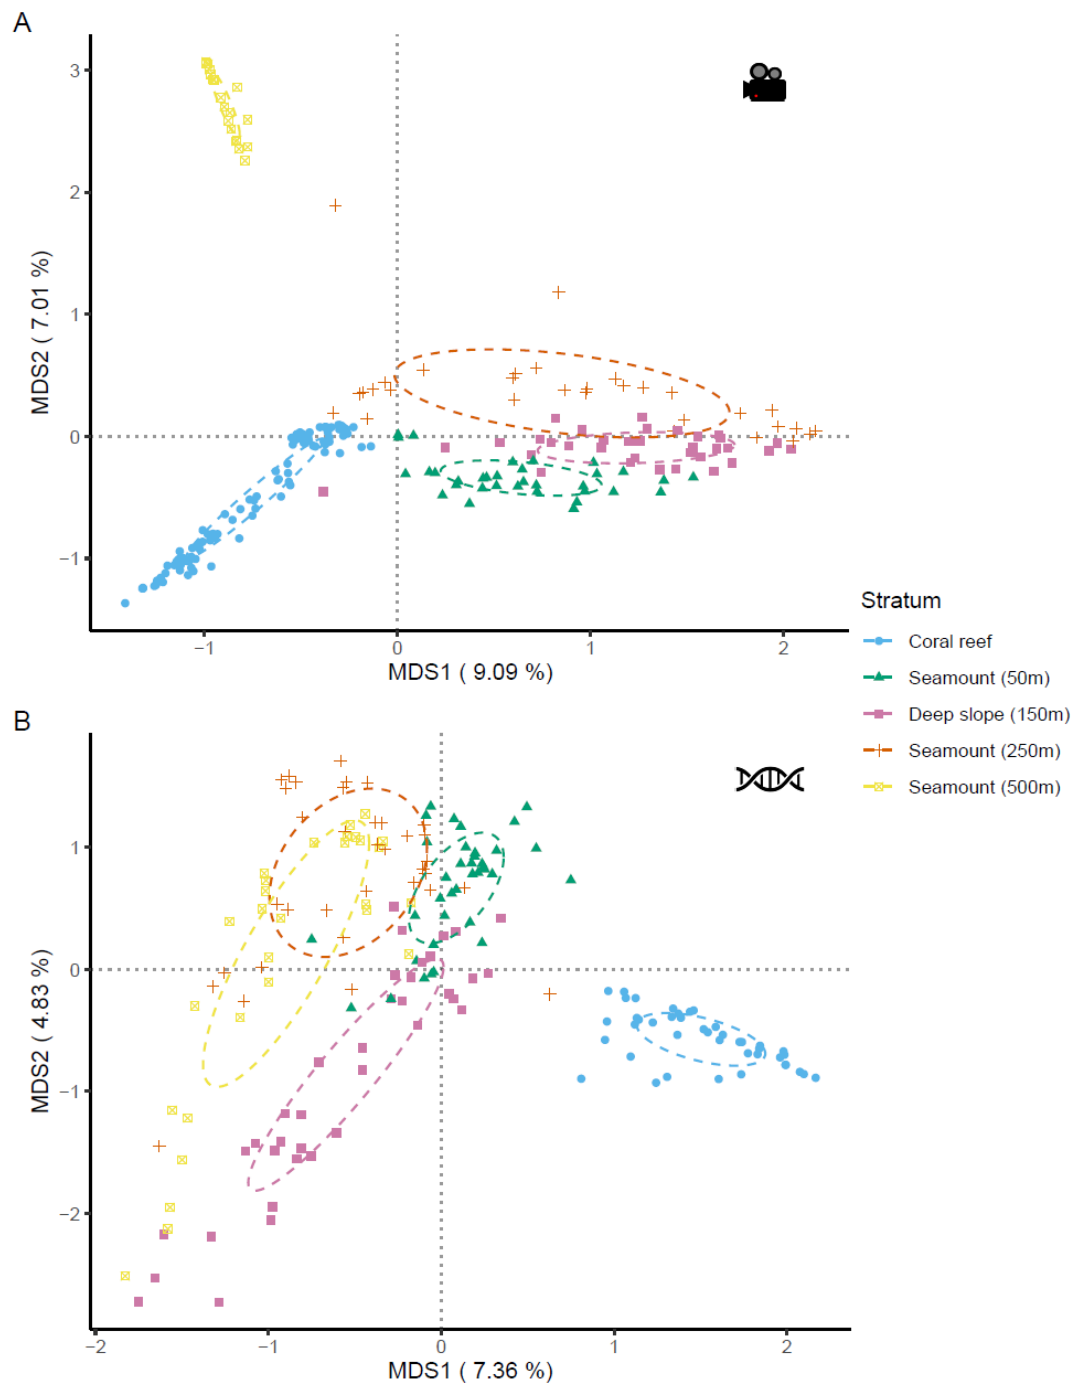 A
3
2
1
0
−1
MDS2 ( 7.01 %)
−1
0
1
2
MDS1 ( 9.09 %)
Stratum
Coral reef
Seamount (50m)
Deep slope (150m)
Seamount (250m)
Seamount (500m)
B
1
0
−1
−2
MDS2 ( 4.83 %)
−2
−1
0
1
2
MDS1 ( 7.36 %)